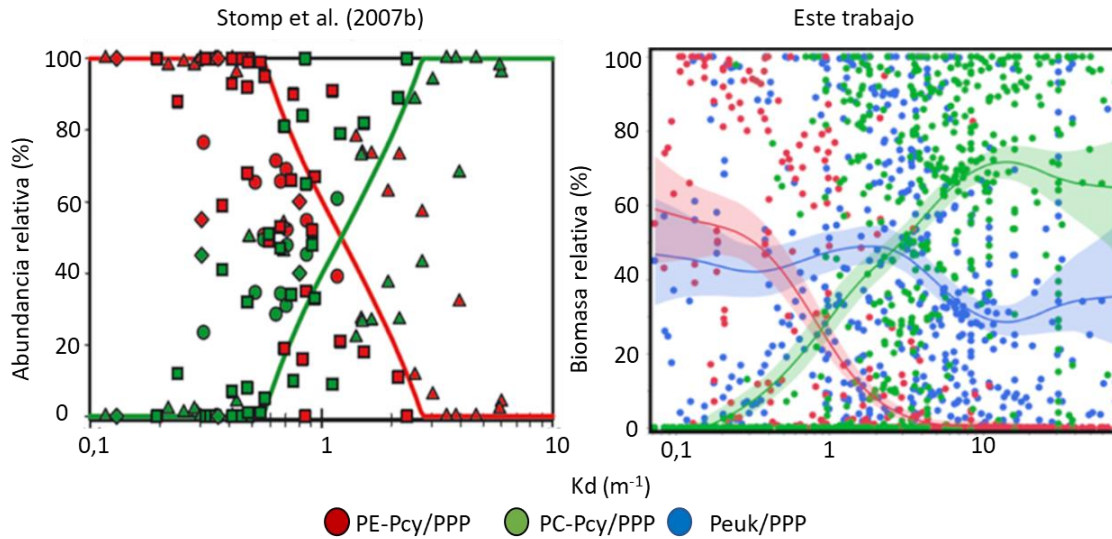 Stomp et al. (2007b)
Este trabajo
Abundancia relativa (%)
100
80
60
40
20
0
0,1
1
10
Biomasa relativa (%)
100
80
60
40
20
0
0,1
1
10
Kd (m⁻¹)
PE-Pcy/PPP
PC-Pcy/PPP
Peuk/PPP